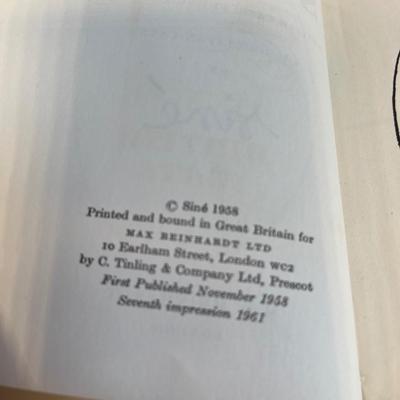 © Siné 1958
Printed and bound in Great Britain for
MAX REINHARDT LTD
10 Earlham Street, London WC2
by C. Tinling & Company Ltd, Prescot
First Published November 1958
Seventh impression 1961